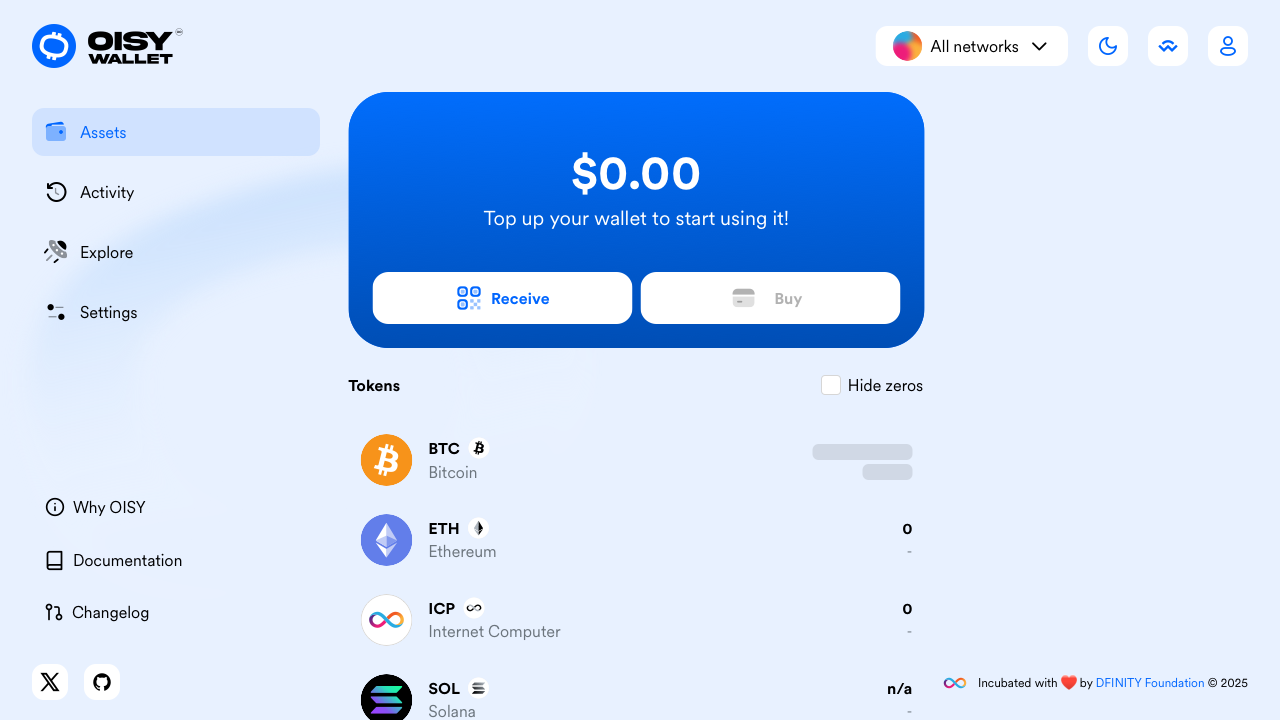 OISY
WALLET
All networks
Assets
Activity
Explore
Settings
Why OISY
Documentation
Changelog
$0.00
Top up your wallet to start using it!
Receive
Buy
Tokens
Hide zeros
BTC
Bitcoin
ETH
0
Ethereum
-
ICP
0
Internet Computer
-
SOL
n/a
Solana
-
Incubated with ❤️ by DFINITY Foundation © 2025